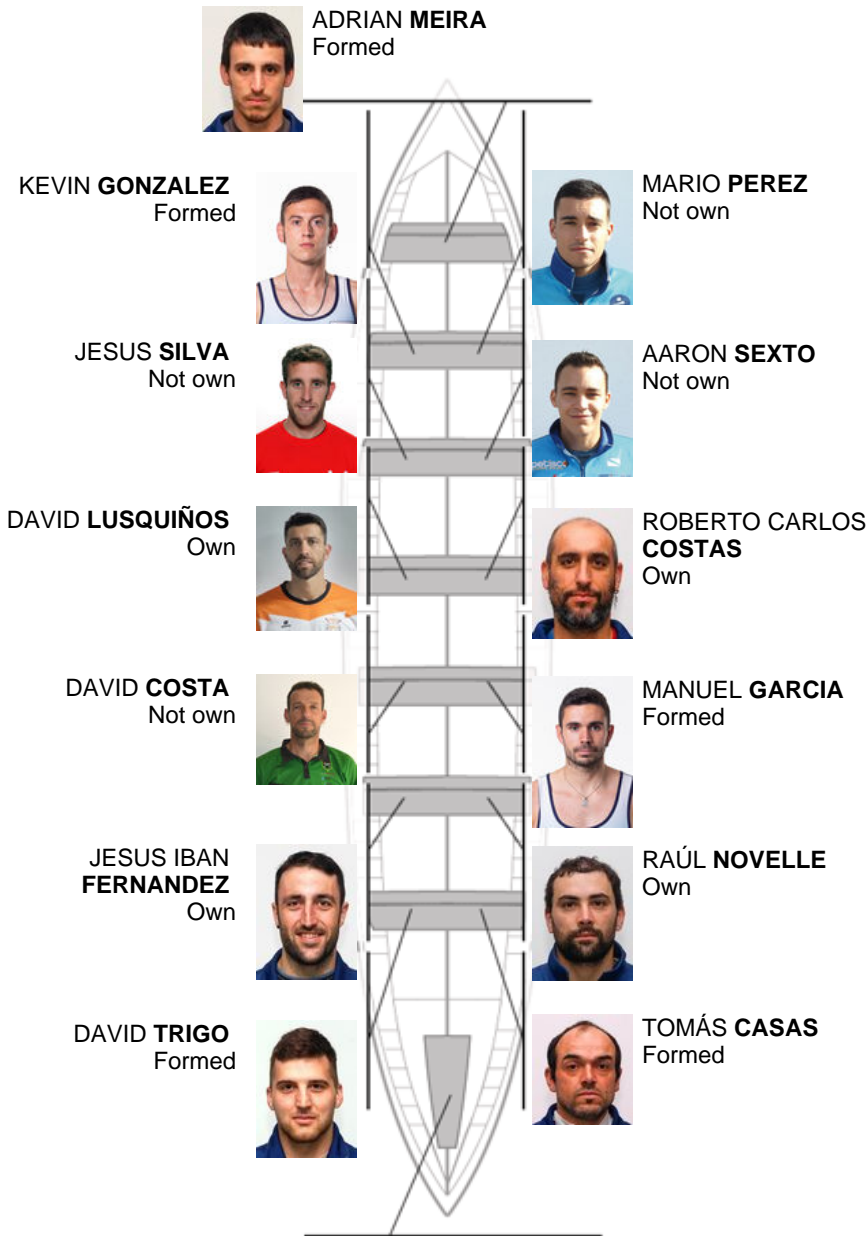 ADRIAN MEIRA
Formed
KEVIN GONZALEZ
Formed
MARIO PEREZ
Not own
JESUS SILVA
Not own
AARON SEXTO
Not own
DAVID LUSQUIÑOS
Own
ROBERTO CARLOS
COSTAS
Own
DAVID COSTA
Not own
MANUEL GARCIA
Formed
JESUS IBAN
FERNANDEZ
Own
RAÚL NOVELLE
Own
DAVID TRIGO
Formed
TOMÁS CASAS
Formed